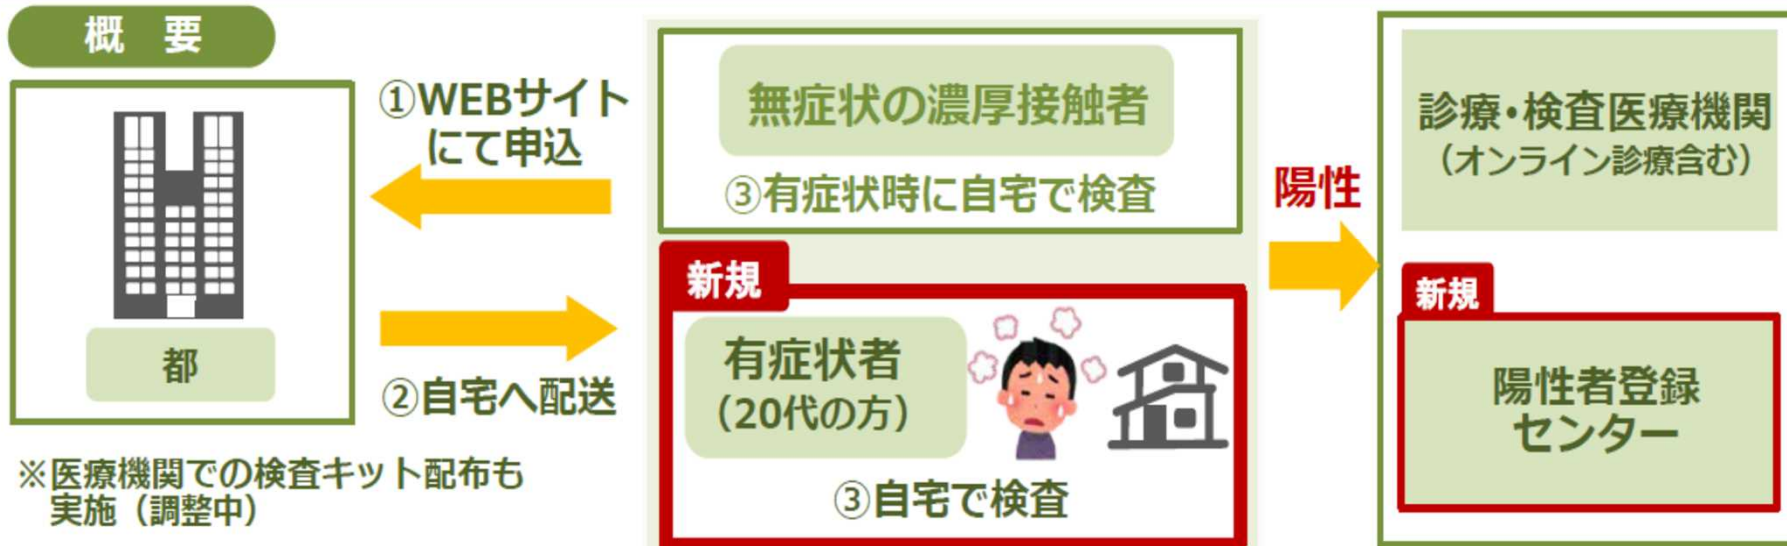 概 要
都
※医療機関での検査キット配布も
実施（調整中）
①WEBサイト
にて申込
②自宅へ配送
無症状の濃厚接触者
③有症状時に自宅で検査
新規
有症状者
（20代の方）
③自宅で検査
陽性
診療・検査医療機関
（オンライン診療含む）
新規
陽性者登録
センター